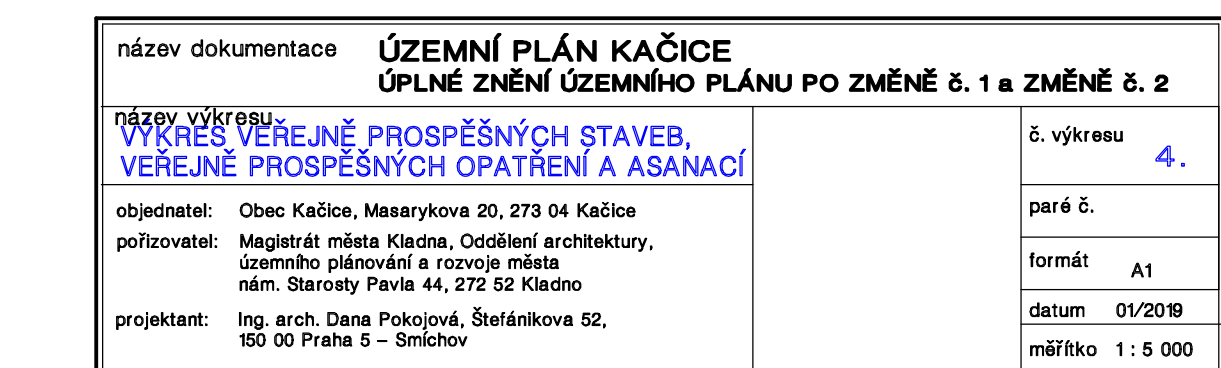 název dokumentace ÚZEMNÍ PLÁN KAČICE
ÚPLNÉ ZNĚNÍ ÚZEMNÍHO PLÁNU PO ZMĚNĚ č. 1 a ZMĚNĚ č. 2
název výkresu
VÝKRES VEŘEJNĚ PROSPĚŠNÝCH STAVEB,
VEŘEJNĚ PROSPĚŠNÝCH OPATŘENÍ A ASANACÍ
č. výkresu 4.
objednatel: Obec Kačice, Masarykova 20, 273 04 Kačice
pořizovatel: Magistrát města Kladna, Oddělení architektury,
územního plánování a rozvoje města
nám. Starosty Pavla 44, 272 52 Kladno
projektant: Ing. arch. Dana Pokojová, Štefánikova 52,
150 00 Praha 5 – Smíchov
paré č.
formát A1
datum 01/2019
měřítko 1 : 5 000